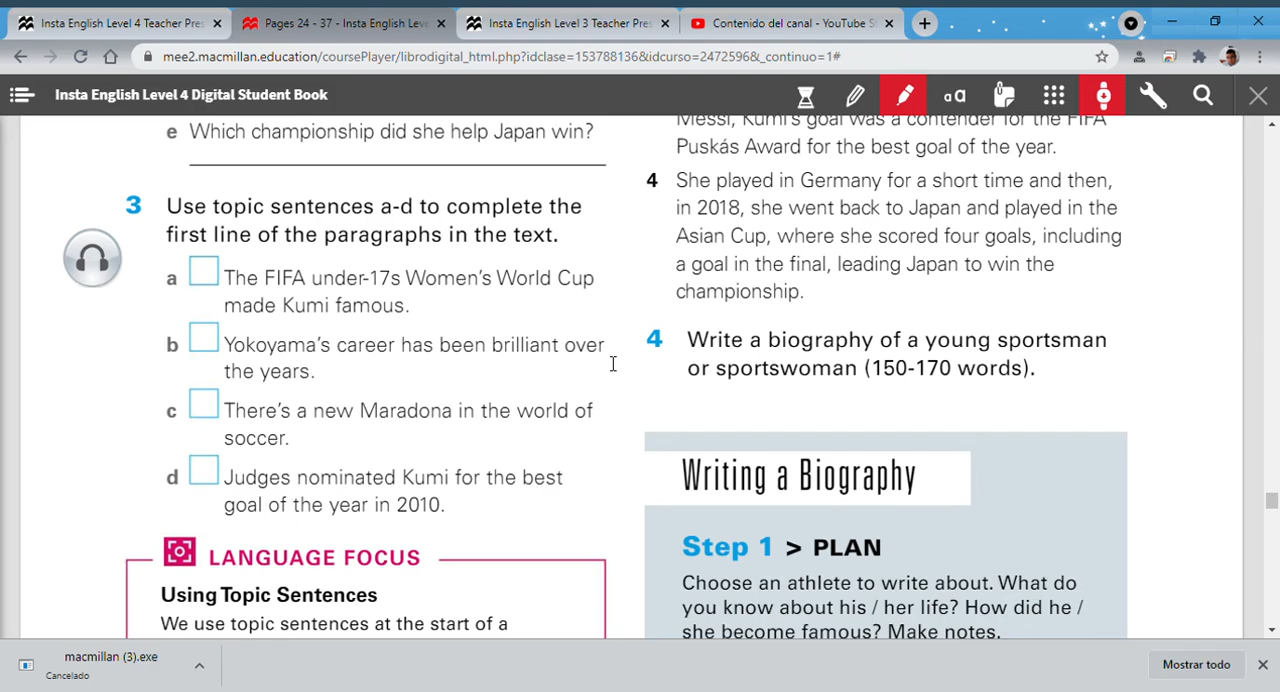 Insta English Level 4 Teacher Pres
Pages 24 - 37 - Insta English Leve
Insta English Level 3 Teacher Pres
Contenido del canal - YouTube S
mee2.macmillan.education/coursePlayer/librodigital_html.php?idclase=153788136&idcurso=2472596&_continuo=1#
Insta English Level 4 Digital Student Book
aa
e Which championship did she help Japan win?
3 Use topic sentences a-d to complete the
first line of the paragraphs in the text.
a The FIFA under-17s Women's World Cup
made Kumi famous.
b Yokoyama's career has been brilliant over
the years.
c There's a new Maradona in the world of
soccer.
d Judges nominated Kumi for the best
goal of the year in 2010.
LANGUAGE FOCUS
Using Topic Sentences
We use topic sentences at the start of a
Messi, Kumi's goal was a contender for the FIFA
Puskás Award for the best goal of the year.
4 She played in Germany for a short time and then,
in 2018, she went back to Japan and played in the
Asian Cup, where she scored four goals, including
a goal in the final, leading Japan to win the
championship.
4 Write a biography of a young sportsman
or sportswoman (150-170 words).
Writing a Biography
Step 1 > PLAN
Choose an athlete to write about. What do
you know about his / her life? How did he /
she become famous? Make notes.
macmillan (3).exe
Cancelado
Mostrar todo